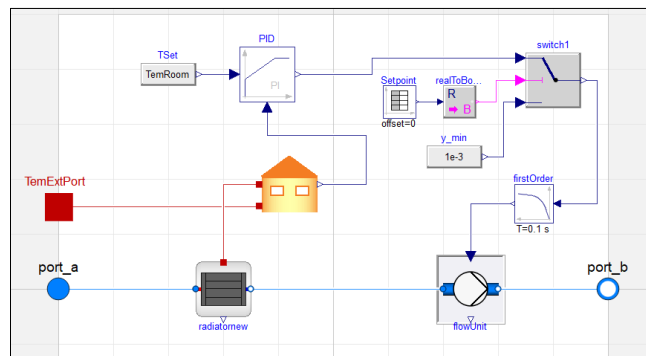 PID
switch1
TSet
TemRoom
PI
Setpoint
realToBo...
R
B
offset=0
y_min
1e-3
TemExtPort
firstOrder
T=0.1 s
port_a
port_b
radiatornew
flowUnit